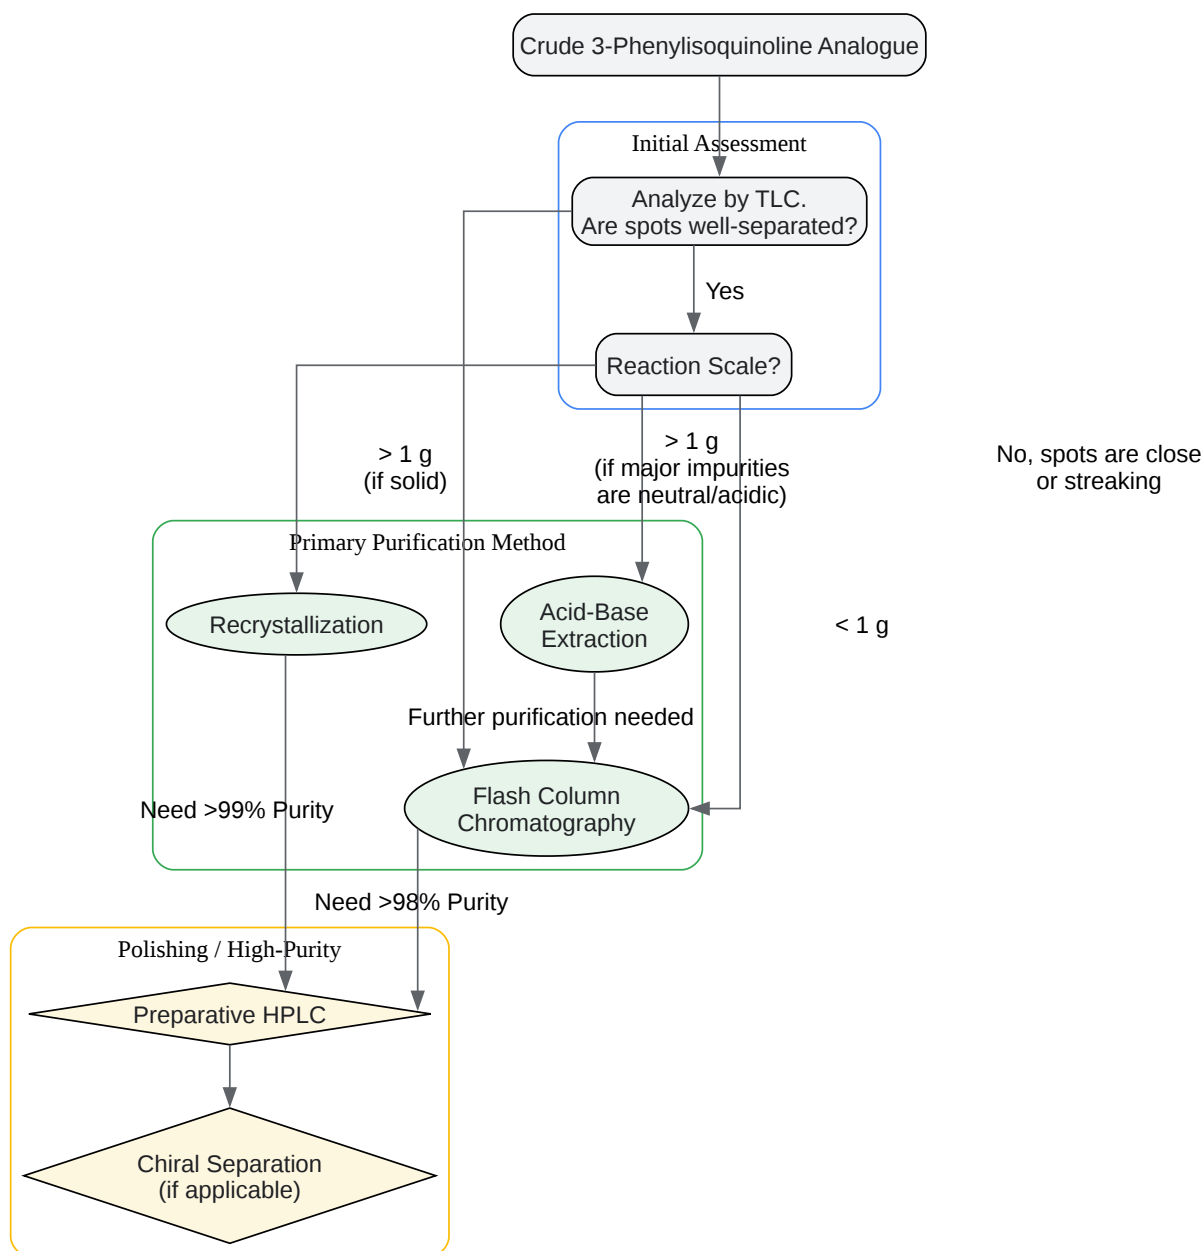 Crude 3-Phenylisoquinoline Analogue
Initial Assessment
Analyze by TLC.
Are spots well-separated?
Yes
Reaction Scale?
> 1 g
(if solid)
> 1 g
(if major impurities
are neutral/acidic)
No, spots are close
or streaking
Primary Purification Method
Recrystallization
Acid-Base
Extraction
< 1 g
Further purification needed
Flash Column
Chromatography
Need >99% Purity
Need >98% Purity
Polishing / High-Purity
Preparative HPLC
Chiral Separation
(if applicable)